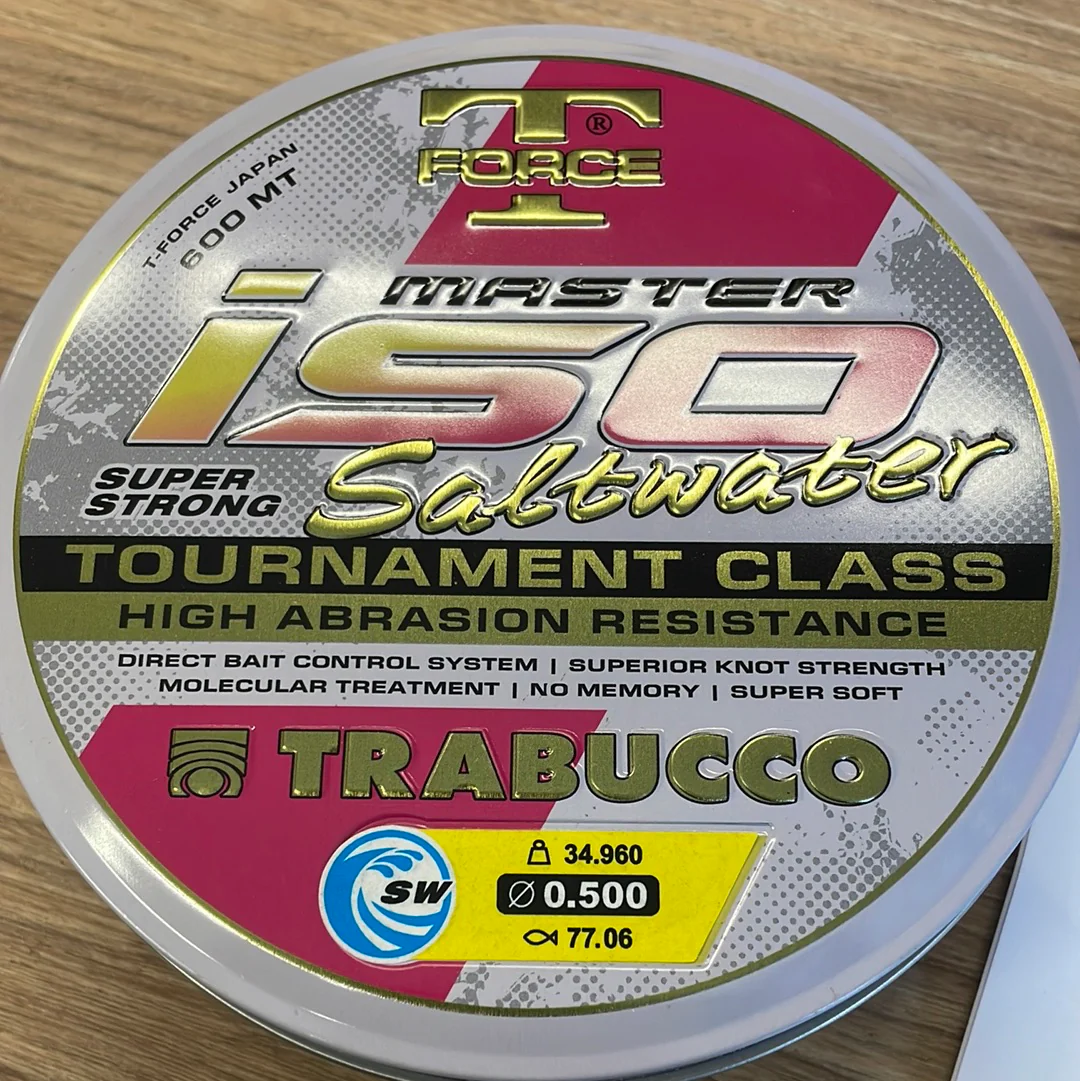 T ®
FORCE
T-FORCE JAPAN
600 MT
MASTER
iso
Saltwater
SUPER
STRONG
TOURNAMENT CLASS
HIGH ABRASION RESISTANCE
DIRECT BAIT CONTROL SYSTEM | SUPERIOR KNOT STRENGTH
MOLECULAR TREATMENT | NO MEMORY | SUPER SOFT
TRABUCCO
SW
34.960
Ø 0.500
77.06